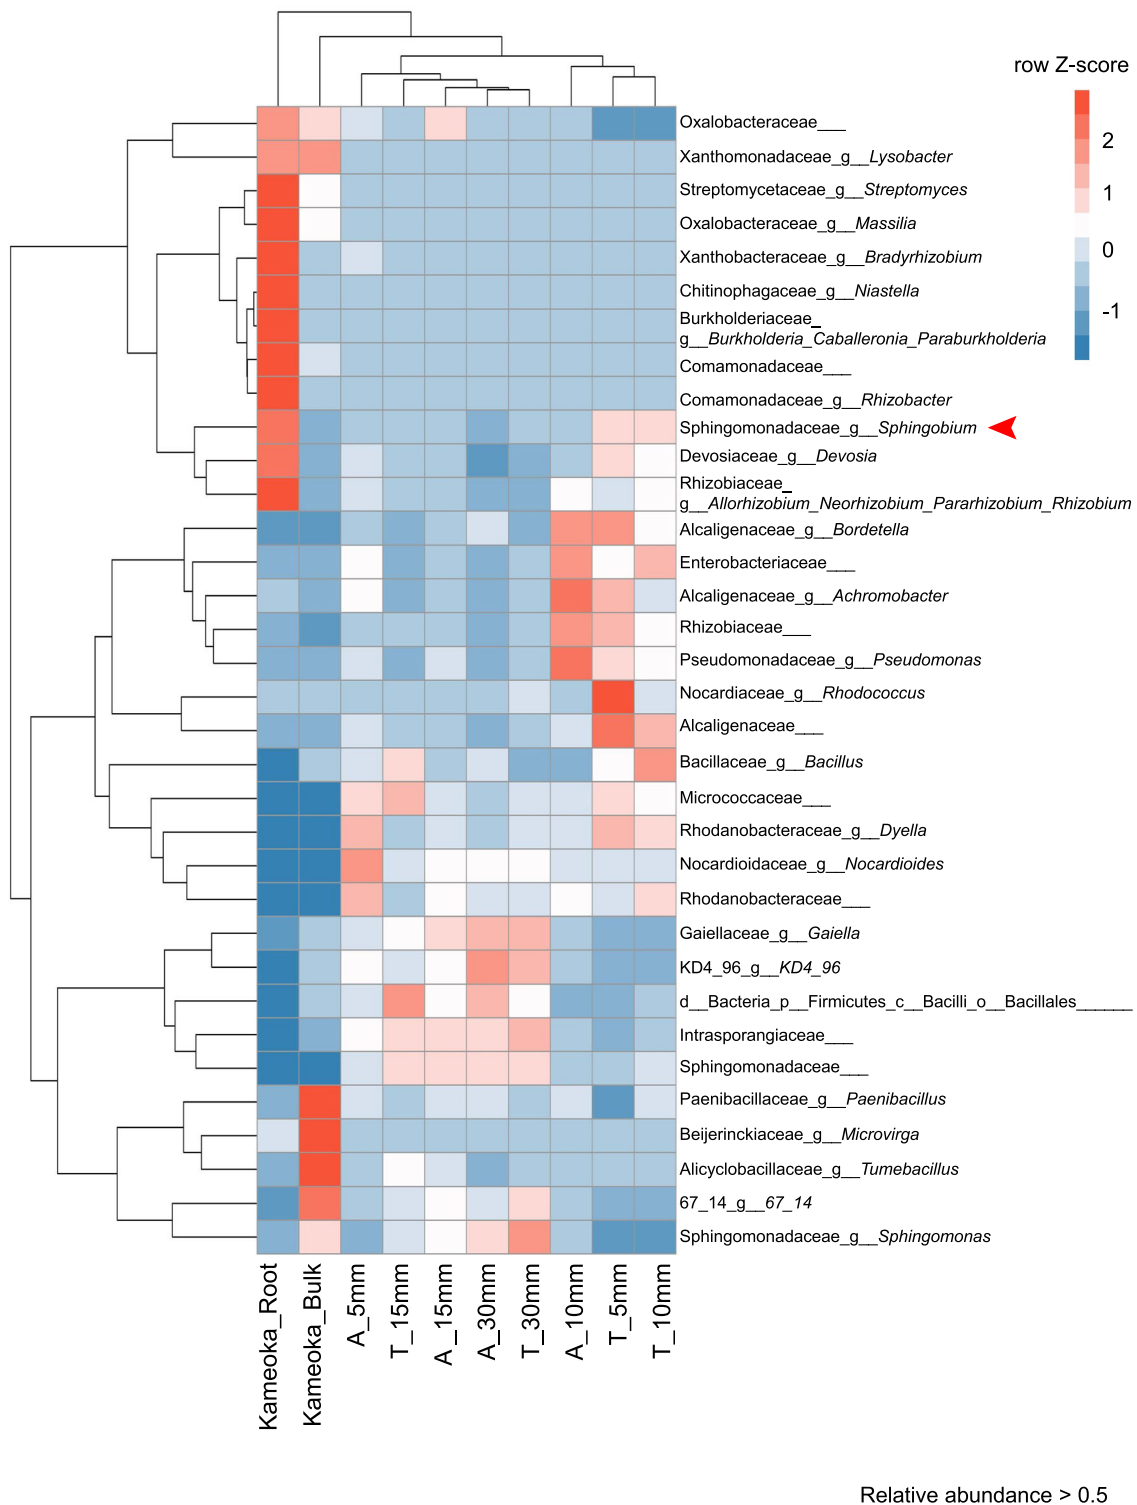 row Z-score
2
1
0
-1
Oxalobacteraceae___
Xanthomonadaceae_g__Lysobacter
Streptomycetaceae_g__Streptomyces
Oxalobacteraceae_g__Massilia
Xanthobacteraceae_g__Bradyrhizobium
Chitinophagaceae_g__Niastella
Burkholderiaceae_
g__Burkholderia_Caballeronia_Paraburkholderia
Comamonadaceae___
Comamonadaceae_g__Rhizobacter
Sphingomonadaceae_g__Sphingobium
Devosiaceae_g__Devosia
Rhizobiaceae_
g__Allorhizobium_Neorhizobium_Pararhizobium_Rhizobium
Alcaligenaceae_g__Bordetella
Enterobacteriaceae___
Alcaligenaceae_g__Achromobacter
Rhizobiaceae___
Pseudomonadaceae_g__Pseudomonas
Nocardiaceae_g__Rhodococcus
Alcaligenaceae___
Bacillaceae_g__Bacillus
Micrococcaceae___
Rhodanobacteraceae_g__Dyella
Nocardioidaceae_g__Nocardioides
Rhodanobacteraceae___
Gaiellaceae_g__Gaiella
KD4_96_g__KD4_96
d__Bacteria_p__Firmicutes_c__Bacilli_o__Bacillales______
Intrasporangiaceae___
Sphingomonadaceae___
Paenibacillaceae_g__Paenibacillus
Beijerinckiaceae_g__Microvirga
Alicyclobacillaceae_g__Tumebacillus
67_14_g__67_14
Sphingomonadaceae_g__Sphingomonas
Kameoka_Root
Kameoka_Bulk
A_5mm
T_15mm
A_15mm
A_30mm
T_30mm
A_10mm
T_5mm
T_10mm
Relative abundance > 0.5